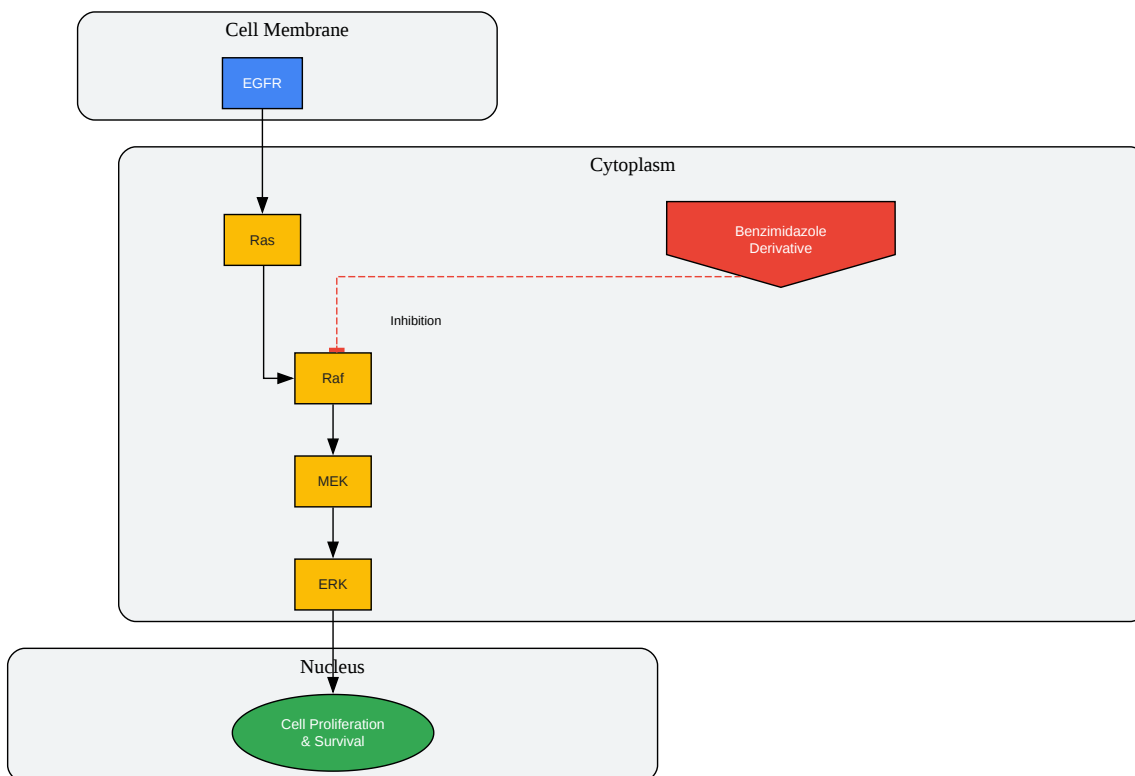 Cell Membrane
EGFR
Cytoplasm
Ras
Benzimidazole
Derivative
Inhibition
Raf
MEK
ERK
Nucleus
Cell Proliferation
& Survival